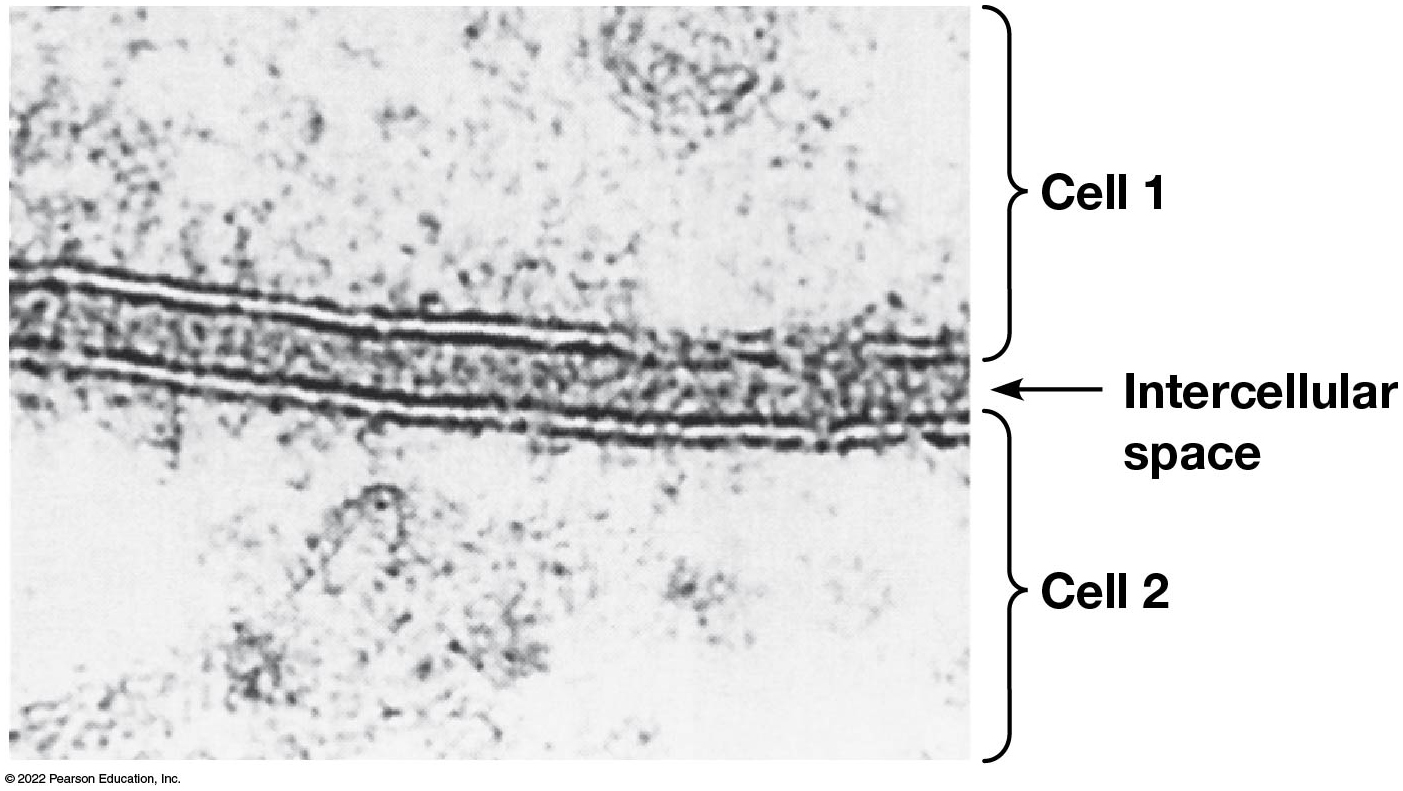 Cell 1
Intercellular
space
Cell 2
© 2022 Pearson Education, Inc.